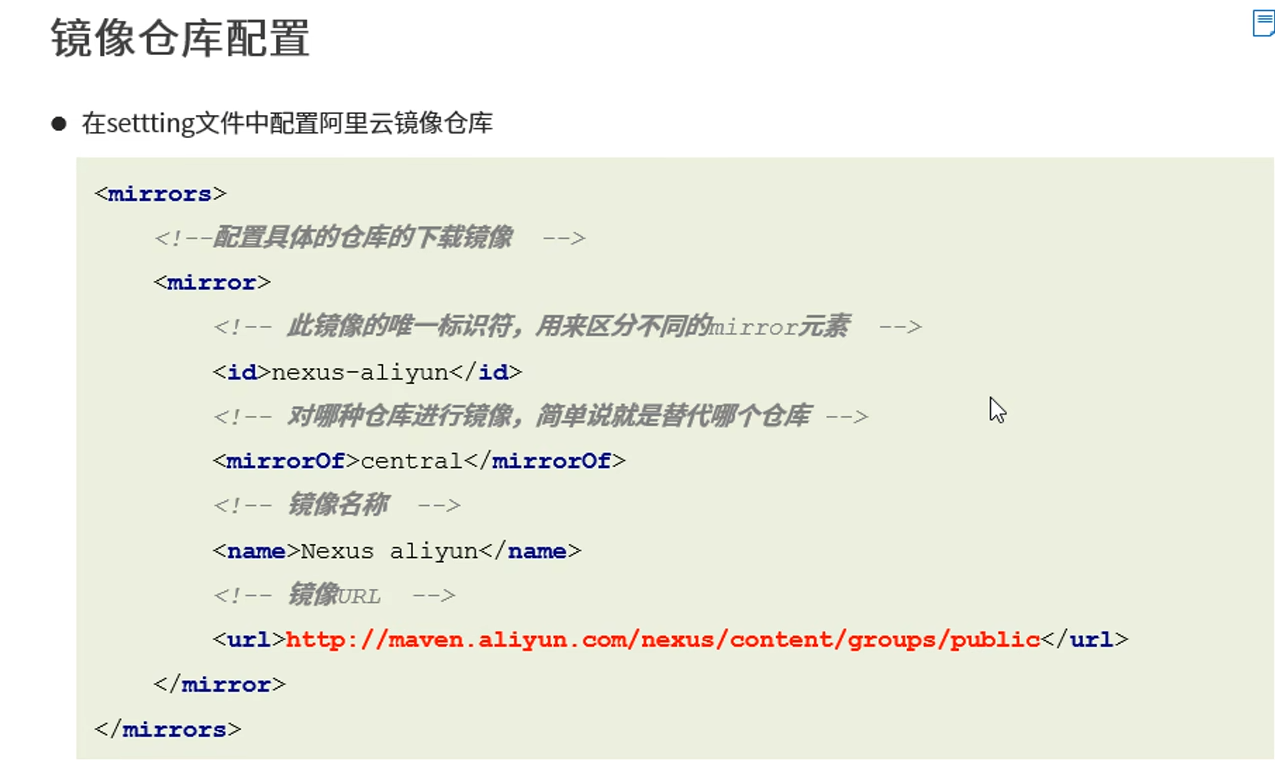 镜像仓库配置
● 在settting文件中配置阿里云镜像仓库
<mirrors>
<!--配置具体的仓库的下载镜像 -->
<mirror>
<!-- 此镜像的唯一标识符，用来区分不同的mirror元素 -->
<id>nexus-aliyun</id>
<!-- 对哪种仓库进行镜像，简单说就是替代哪个仓库 -->
<mirrorOf>central</mirrorOf>
<!-- 镜像名称 -->
<name>Nexus aliyun</name>
<!-- 镜像URL -->
<url>http://maven.aliyun.com/nexus/content/groups/public</url>
</mirror>
</mirrors>